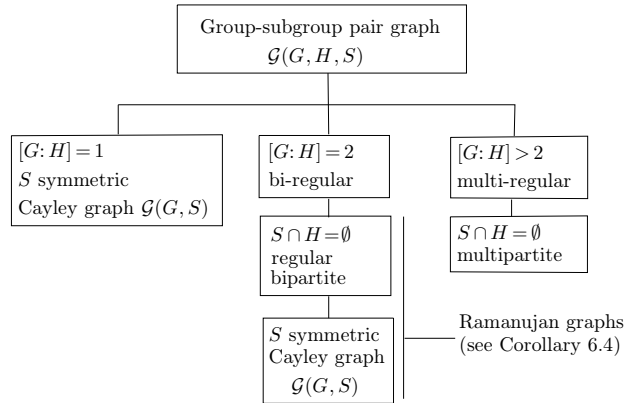 Group-subgroup pair graph
𝒢(G, H, S)
[G: H] = 1
S symmetric
Cayley graph 𝒢(G, S)
[G: H] = 2
bi-regular
[G: H] > 2
multi-regular
S ∩ H = ∅
regular
bipartite
S ∩ H = ∅
multipartite
S symmetric
Cayley graph
𝒢(G, S)
Ramanujan graphs
(see Corollary 6.4)